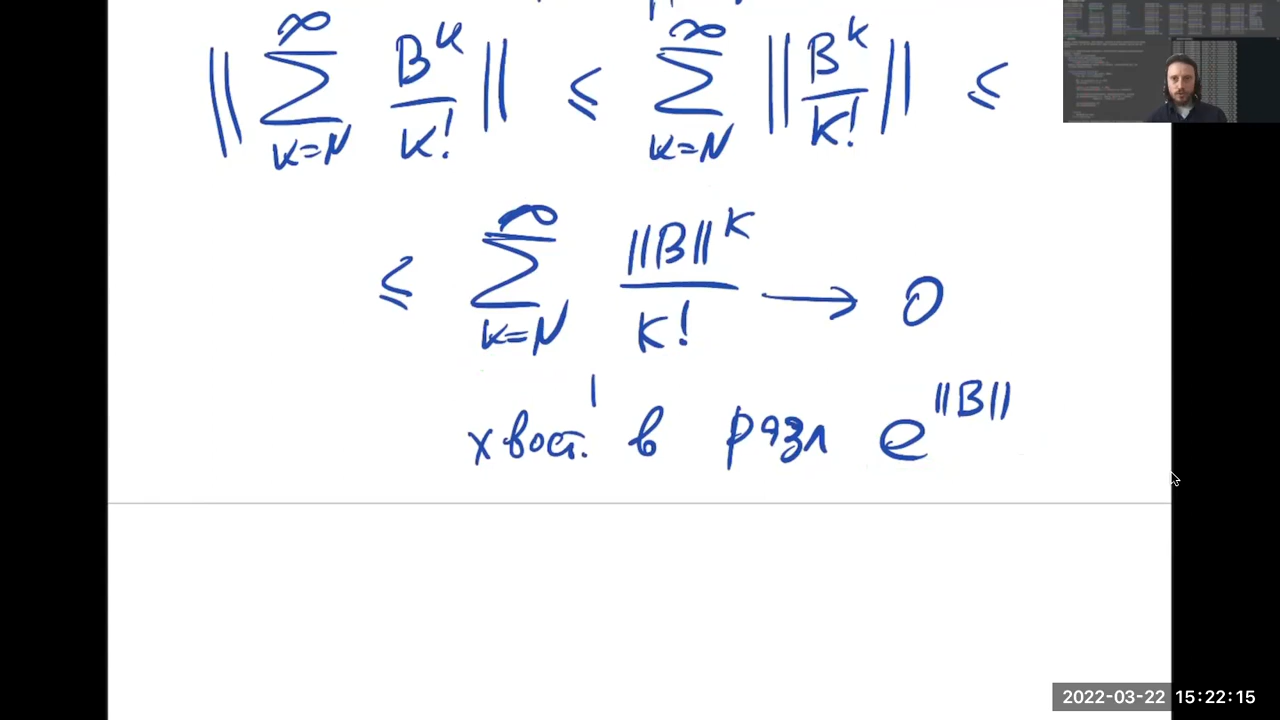 ‖ ∞ ∑ k=N B^k / k! ‖ ≤ ∞ ∑ k=N ‖ B^k / k! ‖ ≤
≤ ∞ ∑ k=N ‖B‖^k / k! → 0
хвост. в разл e^‖B‖
2022-03-22 15:22:15